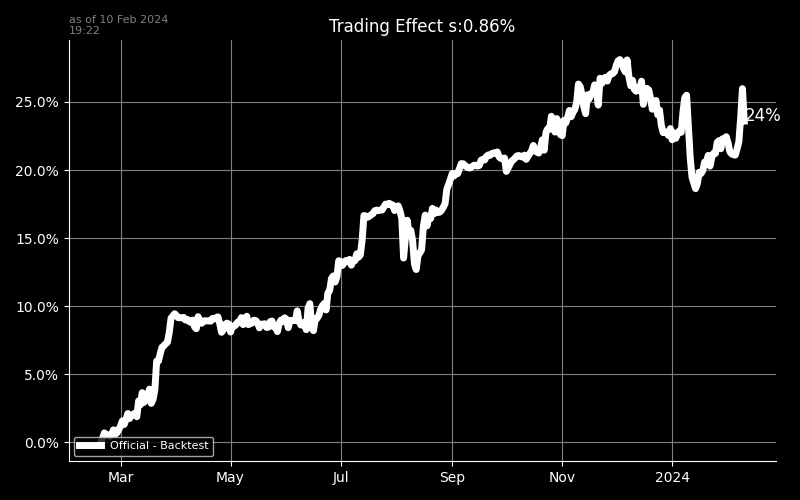 as of 10 Feb 2024
19:22
Trading Effect s:0.86%
25.0%
20.0%
15.0%
10.0%
5.0%
0.0%
24%
Official - Backtest
Mar May Jul Sep Nov 2024